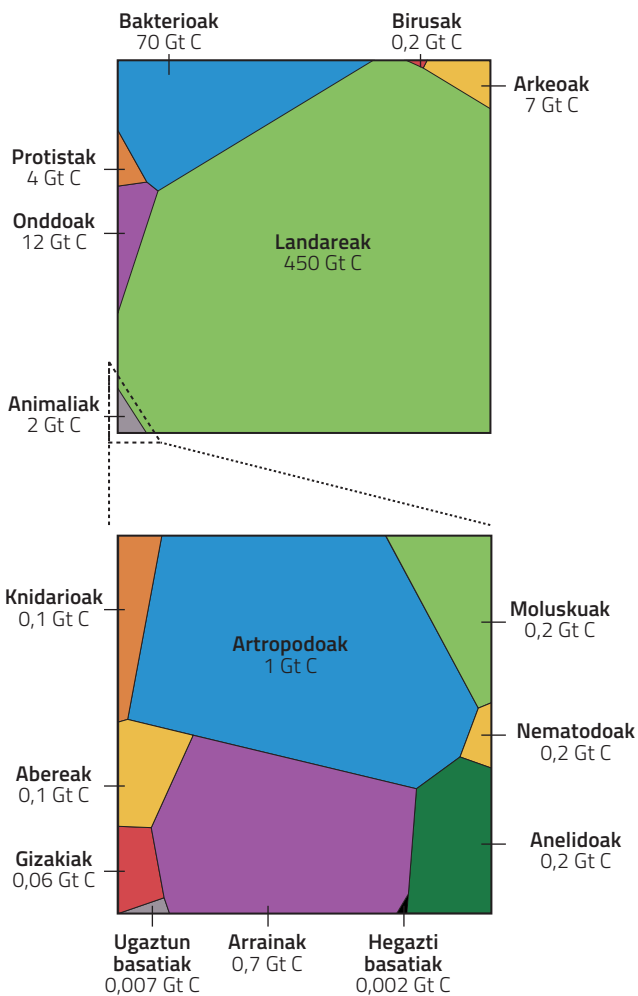 Bakterioak
70 Gt C
Birusak
0,2 Gt C
Arkeoak
7 Gt C
Protistak
4 Gt C
Onddoak
12 Gt C
Landareak
450 Gt C
Animaliak
2 Gt C
Knidarioak
0,1 Gt C
Artropodoak
1 Gt C
Moluskuak
0,2 Gt C
Nematodoak
0,2 Gt C
Abereak
0,1 Gt C
Gizakiak
0,06 Gt C
Anelidoak
0,2 Gt C
Ugaztun
basatiak
0,007 Gt C
Arrainak
0,7 Gt C
Hegazti
basatiak
0,002 Gt C